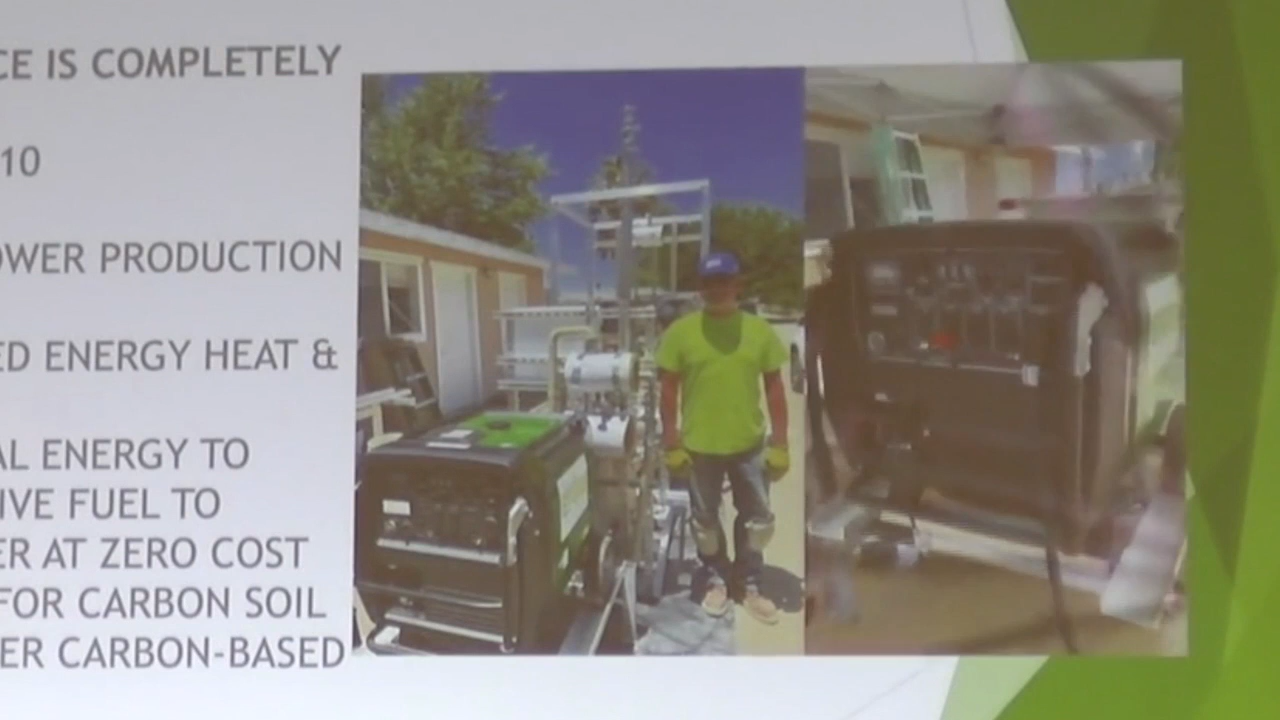 CE IS COMPLETELY
10
OWER PRODUCTION
ED ENERGY HEAT &
AL ENERGY TO
IVE FUEL TO
ER AT ZERO COST
FOR CARBON SOIL
ER CARBON-BASED